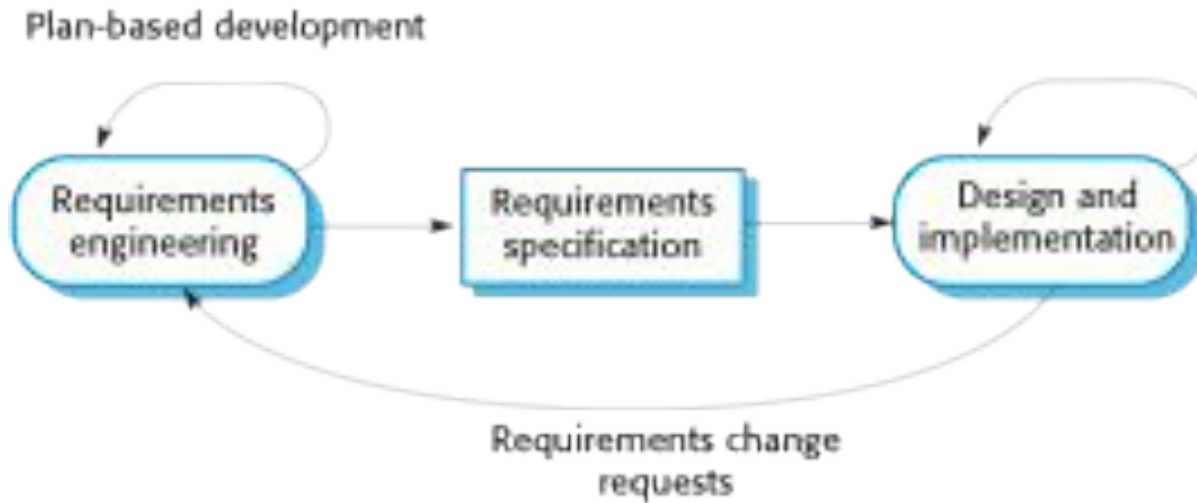 Plan-based development
Requirements
engineering
Requirements
specification
Design and
implementation
Requirements change
requests